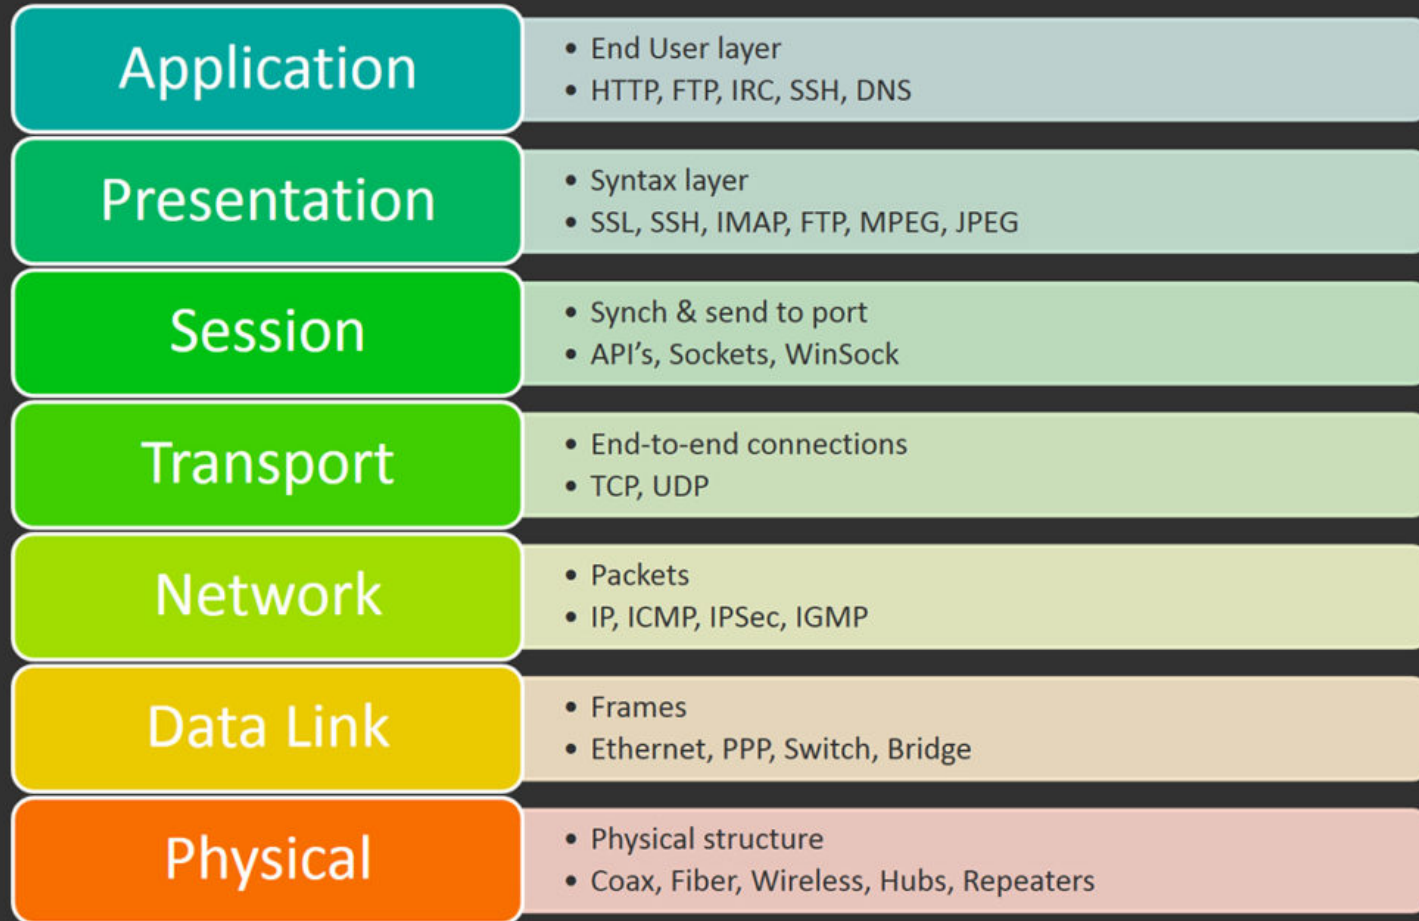 Application
• End User layer
• HTTP, FTP, IRC, SSH, DNS
Presentation
• Syntax layer
• SSL, SSH, IMAP, FTP, MPEG, JPEG
Session
• Synch & send to port
• API’s, Sockets, WinSock
Transport
• End-to-end connections
• TCP, UDP
Network
• Packets
• IP, ICMP, IPSec, IGMP
Data Link
• Frames
• Ethernet, PPP, Switch, Bridge
Physical
• Physical structure
• Coax, Fiber, Wireless, Hubs, Repeaters